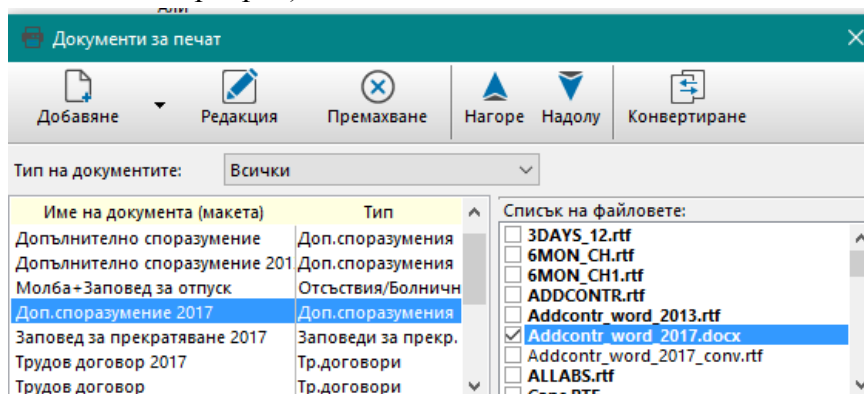 Документи за печат
Добавяне Редакция Премахване Нагоре Надолу Конвертиране
Тип на документите: Всички
Име на документа (макета) Тип
Допълнително споразумение Доп.споразумения
Допълнително споразумение 201 Доп.споразумения
Молба+Заповед за отпуск Отсъствия/Болничн
Доп.споразумение 2017 Доп.споразумения
Заповед за прекратяване 2017 Заповеди за прекр.
Трудов договор 2017 Тр.договори
Трудов договор Тр.договори
Списък на файловете:
3DAYS_12.rtf
6MON_CH.rtf
6MON_CH1.rtf
ADDCONTR.rtf
Addcontr_word_2013.rtf
Addcontr_word_2017.docx
Addcontr_word_2017_conv.rtf
ALLABS.rtf